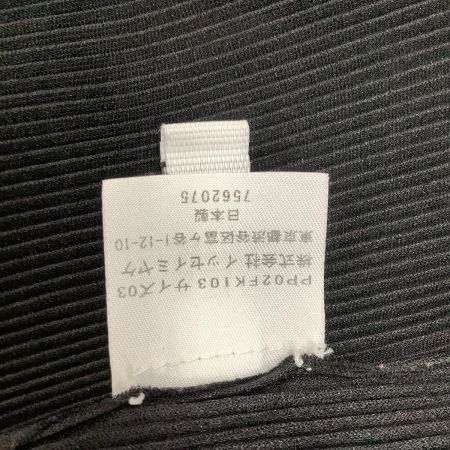 PP02FK103 サイズ03
株式会社 イッセイミヤケ
東京都渋谷区富ヶ谷1-12-10
日本製
7562075